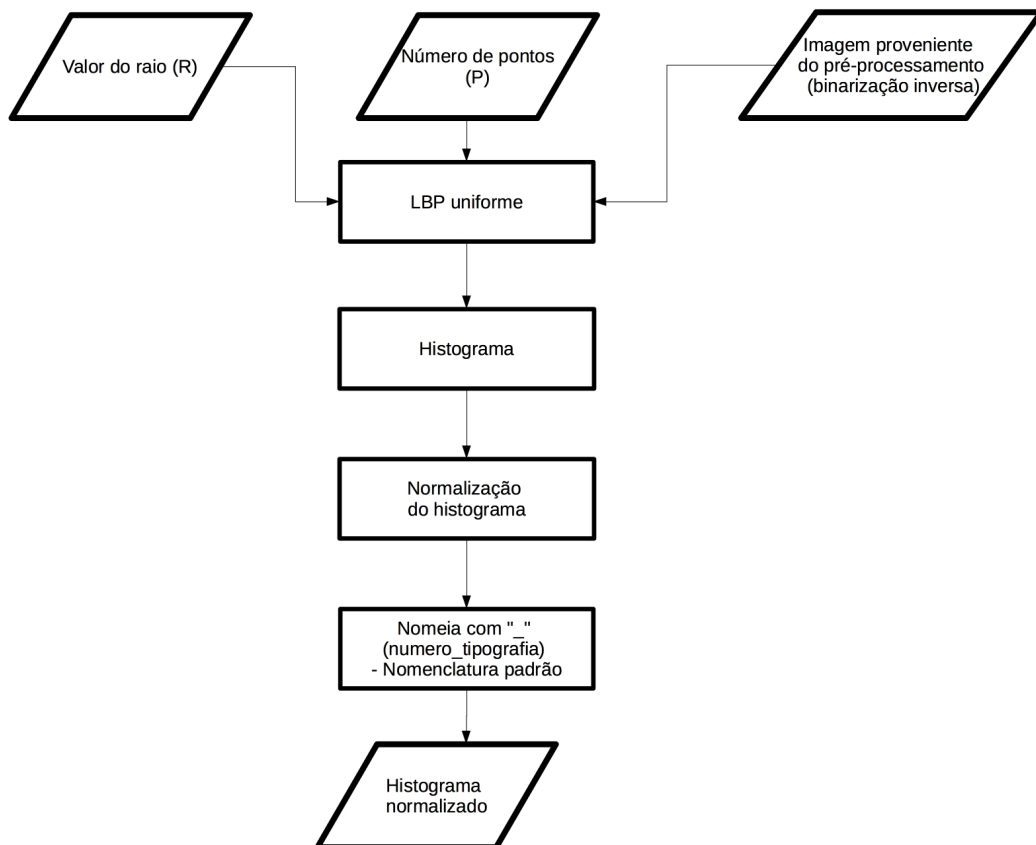 Valor do raio (R)
Número de pontos
(P)
Imagem proveniente
do pré-processamento
(binarização inversa)
LBP uniforme
Histograma
Normalização
do histograma
Nomeia com "_"
(numero_tipografia)
- Nomenclatura padrão
Histograma
normalizado